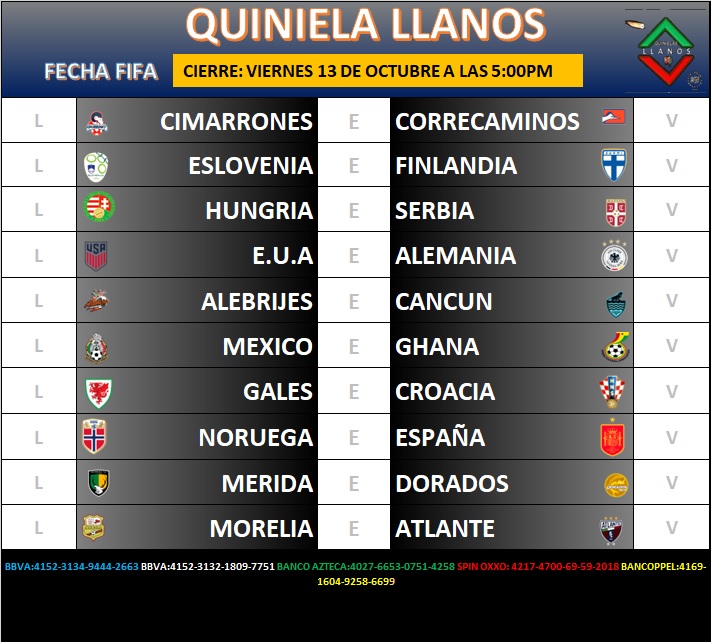 QUINIELA LLANOS
FECHA FIFA CIERRE: VIERNES 13 DE OCTUBRE A LAS 5:00PM
QUINIELAS
LLANOS
L CIMARRONES E CORRECAMINOS V
L ESLOVENIA E FINLANDIA V
L HUNGRIA E SERBIA V
L USA E.U.A E ALEMANIA V
L ALEBRIJES E CANCUN V
L MEXICO E GHANA V
L GALES E CROACIA V
L NORUEGA E ESPAÑA V
L MERIDA E DORADOS V
L MORELIA E ATLANTE V
BBVA:4152-3134-9444-2663 BBVA:4152-3132-1809-7751 BANCO AZTECA:4027-6653-0751-4258 SPIN OXXO: 4217-4700-69-59-2018 BANCOPPEL:4169-
1604-9258-6699